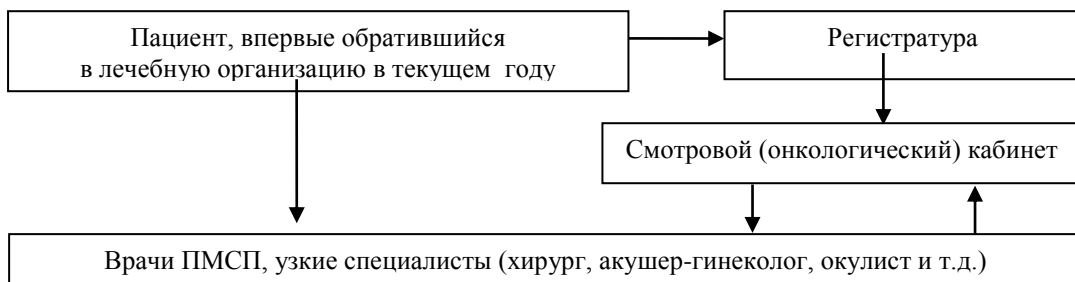 Пациент, впервые обратившийся
в лечебную организацию в текущем году
Регистратура
Смотровой (онкологический) кабинет
Врачи ПМСП, узкие специалисты (хирург, акушер-гинеколог, окулист и т.д.)